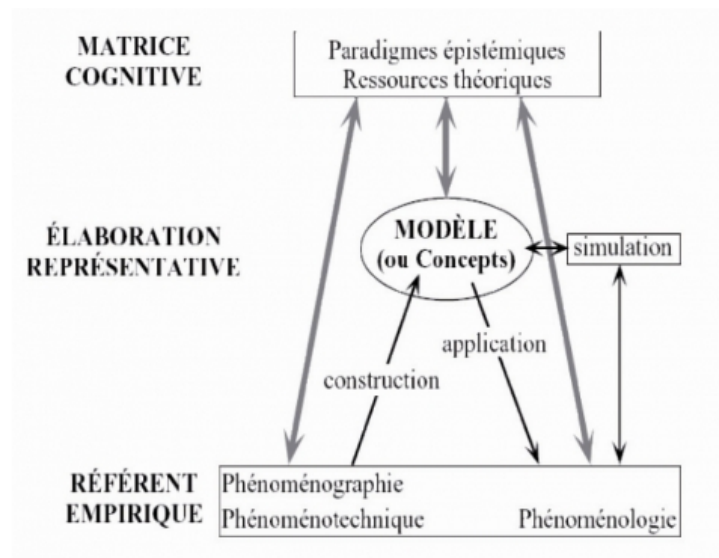 MATRICE
COGNITIVE
Paradigmes épistémiques
Ressources théoriques
ÉLABORATION
REPRÉSENTATIVE
MODÈLE
(ou Concepts)
simulation
application
construction
RÉFÉRENT
EMPIRIQUE
Phénoménographie
Phénoménotechnique
Phénoménologie